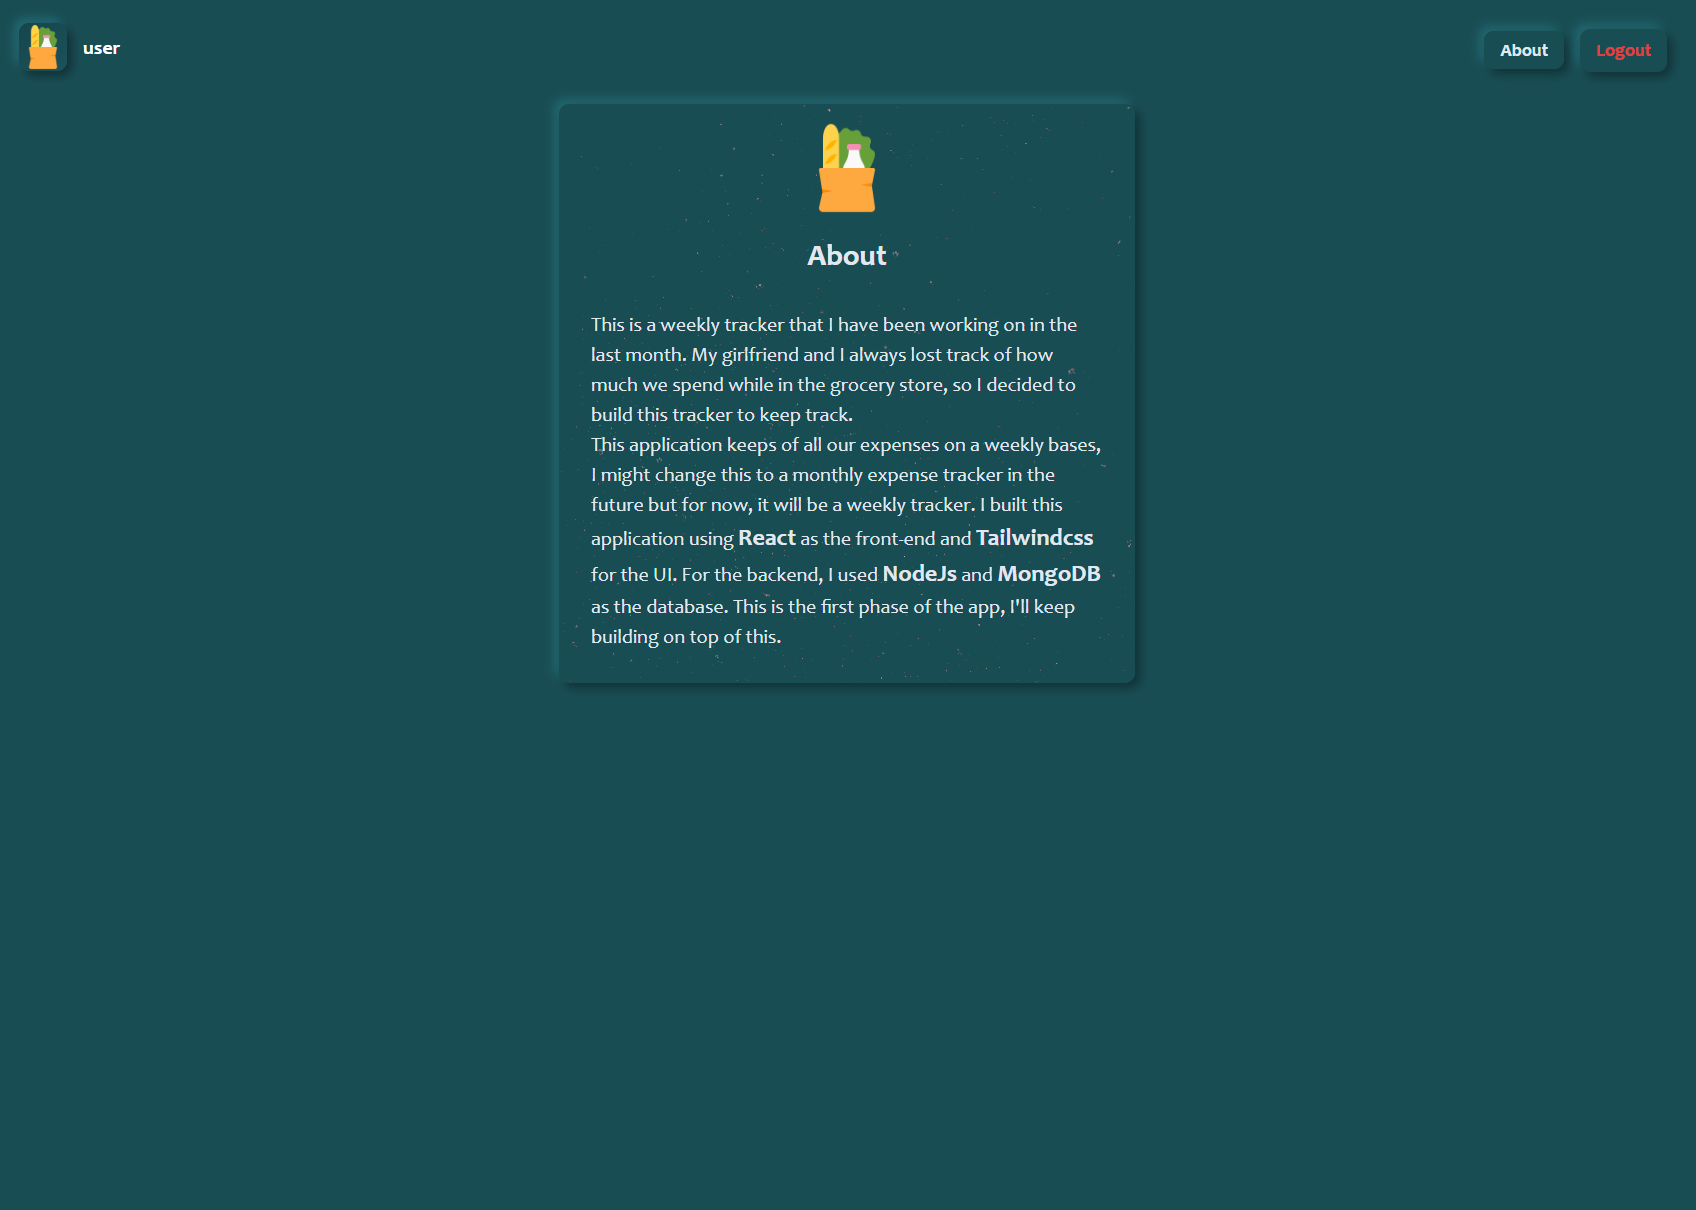 user
About
Logout
About
This is a weekly tracker that I have been working on in the
last month. My girlfriend and I always lost track of how
much we spend while in the grocery store, so I decided to
build this tracker to keep track.
This application keeps of all our expenses on a weekly bases,
I might change this to a monthly expense tracker in the
future but for now, it will be a weekly tracker. I built this
application using React as the front-end and Tailwindcss
for the UI. For the backend, I used NodeJs and MongoDB
as the database. This is the first phase of the app, I'll keep
building on top of this.